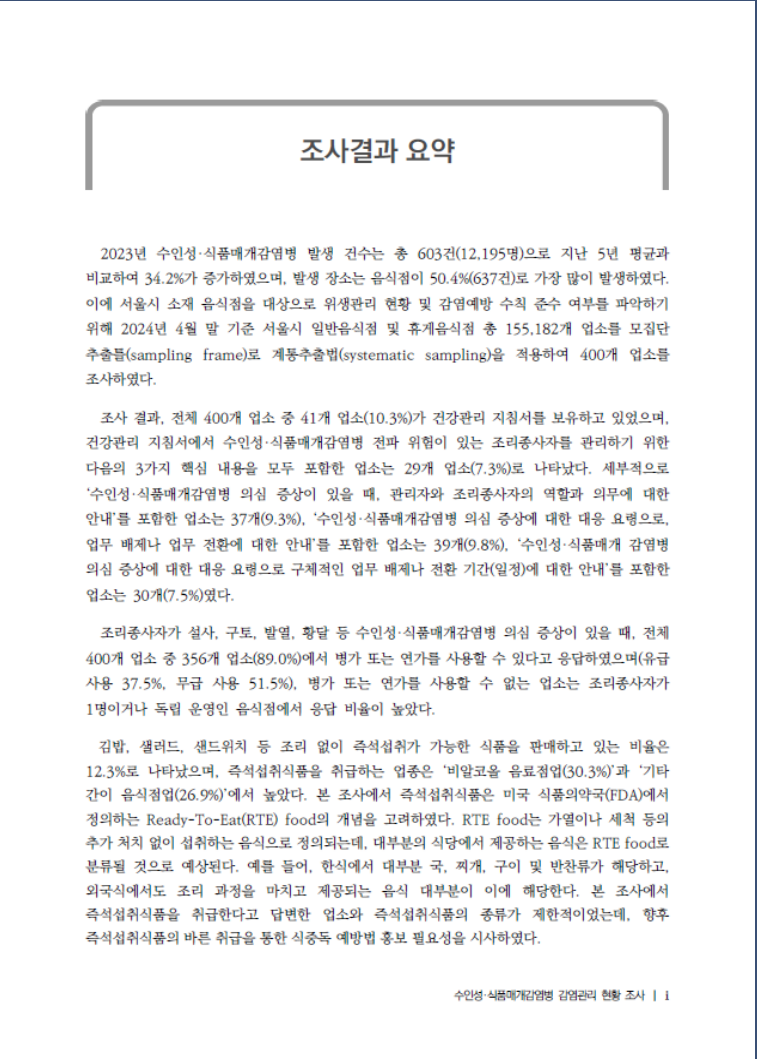 조사결과 요약
2023년 수인성·식품매개감염병 발생 건수는 총 603건(12,195명)으로 지난 5년 평균과
비교하여 34.2%가 증가하였으며, 발생 장소는 음식점이 50.4%(637건)로 가장 많이 발생하였다.
이에 서울시 소재 음식점을 대상으로 위생관리 현황 및 감염예방 수칙 준수 여부를 파악하기
위해 2024년 4월 말 기준 서울시 일반음식점 및 휴게음식점 총 155,182개 업소를 모집단
추출틀(sampling frame)로 계통추출법(systematic sampling)을 적용하여 400개 업소를
조사하였다.
조사 결과, 전체 400개 업소 중 41개 업소(10.3%)가 건강관리 지침서를 보유하고 있었으며,
건강관리 지침서에서 수인성·식품매개감염병 전파 위험이 있는 조리종사자를 관리하기 위한
다음의 3가지 핵심 내용을 모두 포함한 업소는 29개 업소(7.3%)로 나타났다. 세부적으로
‘수인성·식품매개감염병 의심 증상이 있을 때, 관리자와 조리종사자의 역할과 의무에 대한
안내’를 포함한 업소는 37개(9.3%), ‘수인성·식품매개감염병 의심 증상에 대한 대응 요령으로,
업무 배제나 업무 전환에 대한 안내’를 포함한 업소는 39개(9.8%), ‘수인성·식품매개 감염병
의심 증상에 대한 대응 요령으로 구체적인 업무 배제나 전환 기간(일정)에 대한 안내’를 포함한
업소는 30개(7.5%)였다.
조리종사자가 설사, 구토, 발열, 황달 등 수인성·식품매개감염병 의심 증상이 있을 때, 전체
400개 업소 중 356개 업소(89.0%)에서 병가 또는 연가를 사용할 수 있다고 응답하였으며(유급
사용 37.5%, 무급 사용 51.5%), 병가 또는 연가를 사용할 수 없는 업소는 조리종사자가
1명이거나 독립 운영인 음식점에서 응답 비율이 높았다.
김밥, 샐러드, 샌드위치 등 조리 없이 즉석섭취가 가능한 식품을 판매하고 있는 비율은
12.3%로 나타났으며, 즉석섭취식품을 취급하는 업종은 ‘비알코올 음료점업(30.3%)’과 ‘기타
간이 음식점업(26.9%)’에서 높았다. 본 조사에서 즉석섭취식품은 미국 식품의약국(FDA)에서
정의하는 Ready-To-Eat(RTE) food의 개념을 고려하였다. RTE food는 가열이나 세척 등의
추가 처치 없이 섭취하는 음식으로 정의되는데, 대부분의 식당에서 제공하는 음식은 RTE food로
분류될 것으로 예상된다. 예를 들어, 한식에서 대부분 국, 찌개, 구이 및 반찬류가 해당하고,
외국식에서도 조리 과정을 마치고 제공되는 음식 대부분이 이에 해당한다. 본 조사에서
즉석섭취식품을 취급한다고 답변한 업소와 즉석섭취식품의 종류가 제한적이었는데, 향후
즉석섭취식품의 바른 취급을 통한 식중독 예방법 홍보 필요성을 시사하였다.
수인성·식품매개감염병 감염관리 현황 조사 | i